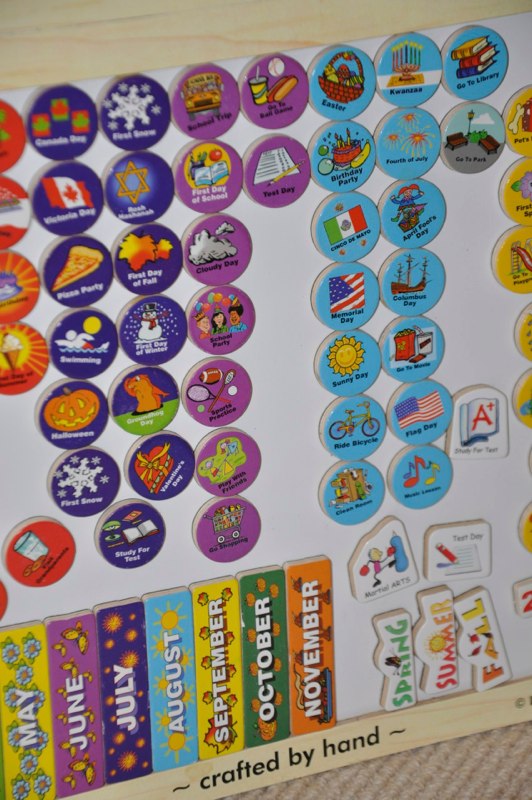 Canada Day
First Snow
School Trip
Go To
Ball Game
Easter
Kwanzaa
Go To Library
Victoria Day
Rosh
Hashanah
First Day
of School
Test Day
Birthday
Party
Fourth of July
Go To Park
Pizza Party
First Day
of Fall
Cloudy Day
CINCO DE MAYO
April Fool's
Day
Swimming
First Day
of Winter
School
Party
Memorial
Day
Columbus
Day
Halloween
Groundhog
Day
Sports
Practice
Sunny Day
Go To Movie
First Snow
Valentine's
Day
Play With
Friends
Ride Bicycle
Flag Day
A+
Study For Test
Study For
Test
Go Shopping
Clean Room
Music Lesson
Martial ARTS
Test Day
MAY
JUNE
JULY
AUGUST
SEPTEMBER
OCTOBER
NOVEMBER
SPRING
SUMMER
FALL
~ crafted by hand ~